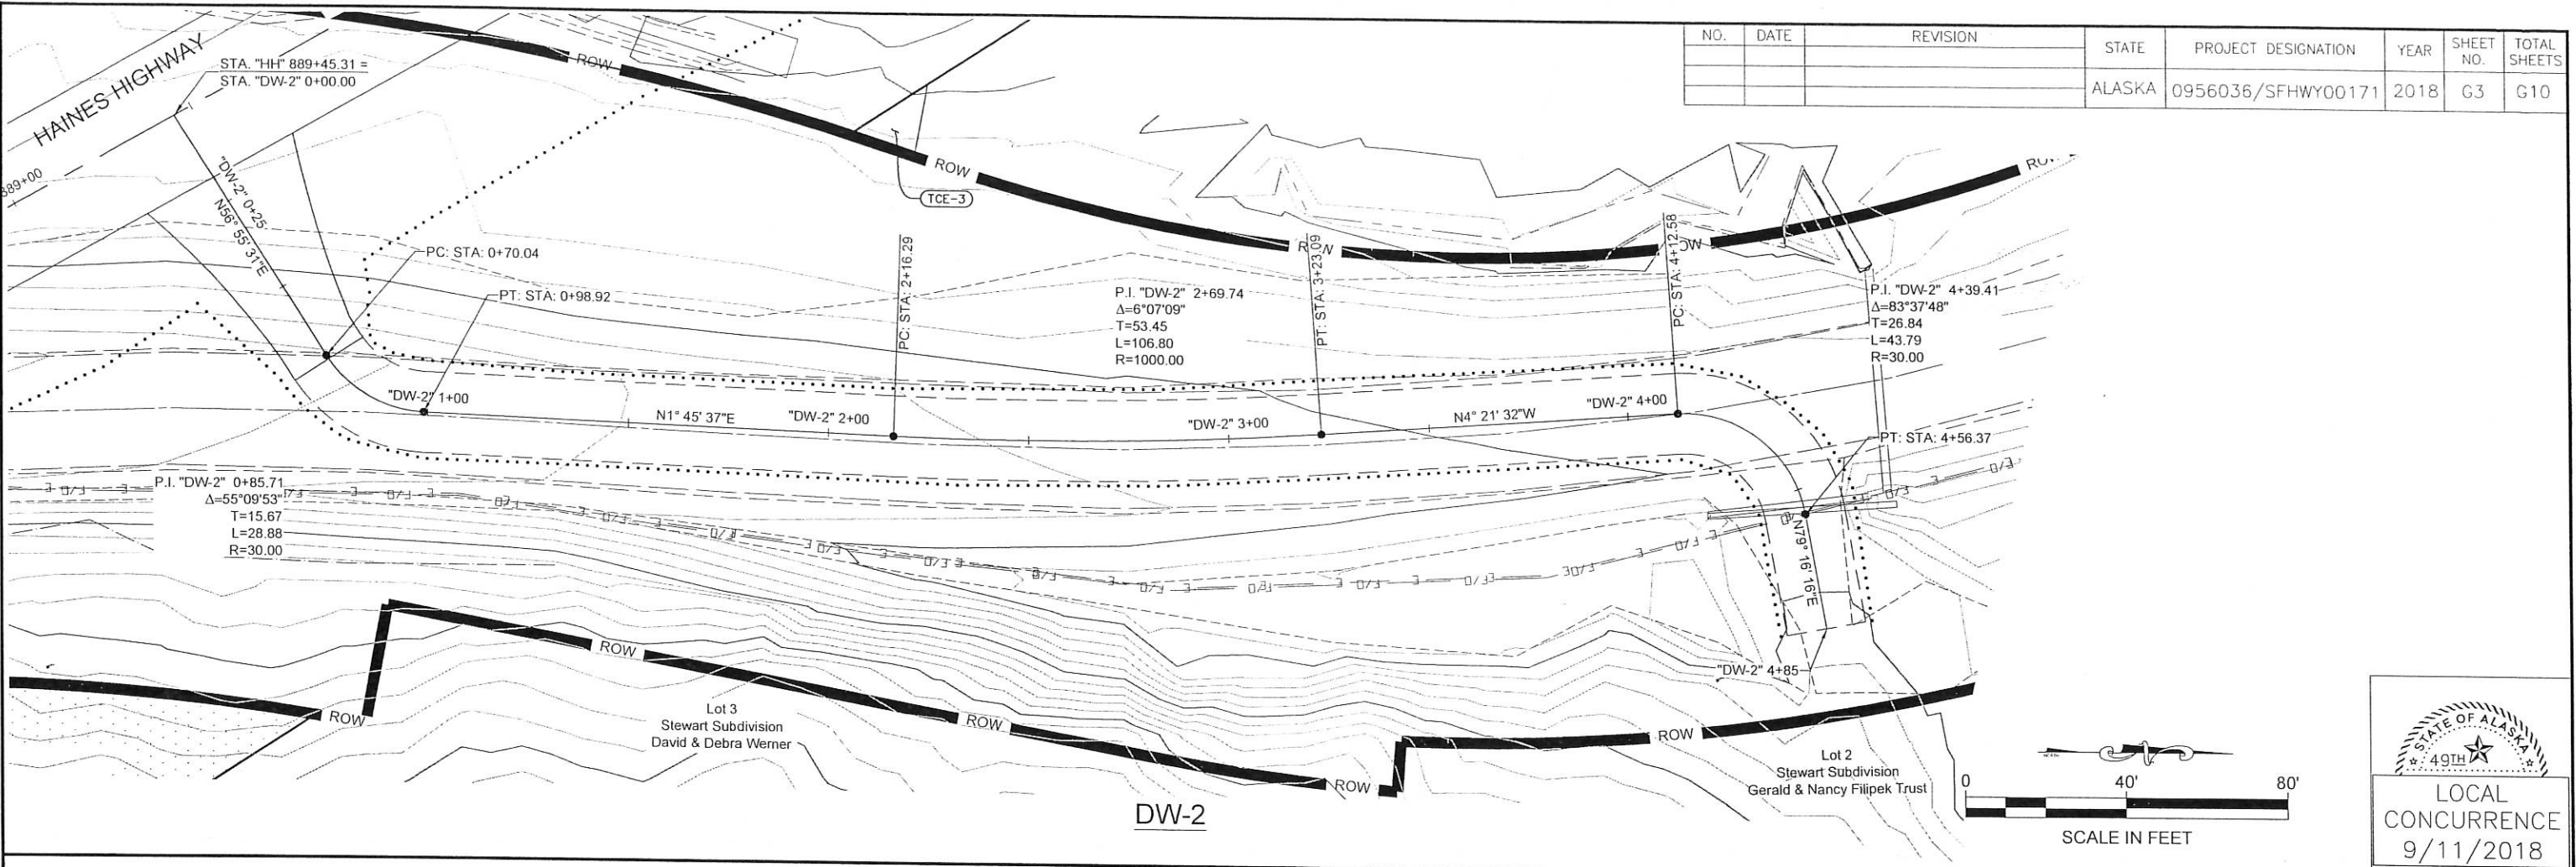 NO.
DATE
REVISION
STATE
PROJECT DESIGNATION
YEAR
SHEET NO.
TOTAL SHEETS
ALASKA
0956036/SFHWY00171
2018
G3
G10
HAINES HIGHWAY
STA. "HH" 889+45.31 =
STA. "DW-2" 0+00.00
889+00
"DW-2" 0+25
N56° 55' 31"E
ROW
ROW
TCE-3
ROW
ROW
PC: STA: 0+70.04
PT: STA: 0+98.92
PC: STA: 2+16.29
P.I. "DW-2" 2+69.74
Δ=6°07'09"
T=53.45
L=106.80
R=1000.00
PT: STA: 3+23.09
PC: STA: 4+12.58
P.I. "DW-2" 4+39.41
Δ=83°37'48"
T=26.84
L=43.79
R=30.00
"DW-2" 1+00
N1° 45' 37"E
"DW-2" 2+00
"DW-2" 3+00
N4° 21' 32"W
"DW-2" 4+00
PT: STA: 4+56.37
P.I. "DW-2" 0+85.71
Δ=55°09'53"
T=15.67
L=28.88
R=30.00
N79° 16' 16"E
"DW-2" 4+85
ROW
ROW
ROW
ROW
ROW
Lot 3
Stewart Subdivision
David & Debra Werner
Lot 2
Stewart Subdivision
Gerald & Nancy Filipek Trust
DW-2
0
40'
80'
SCALE IN FEET
STATE OF ALASKA
49TH
LOCAL
CONCURRENCE
9/11/2018